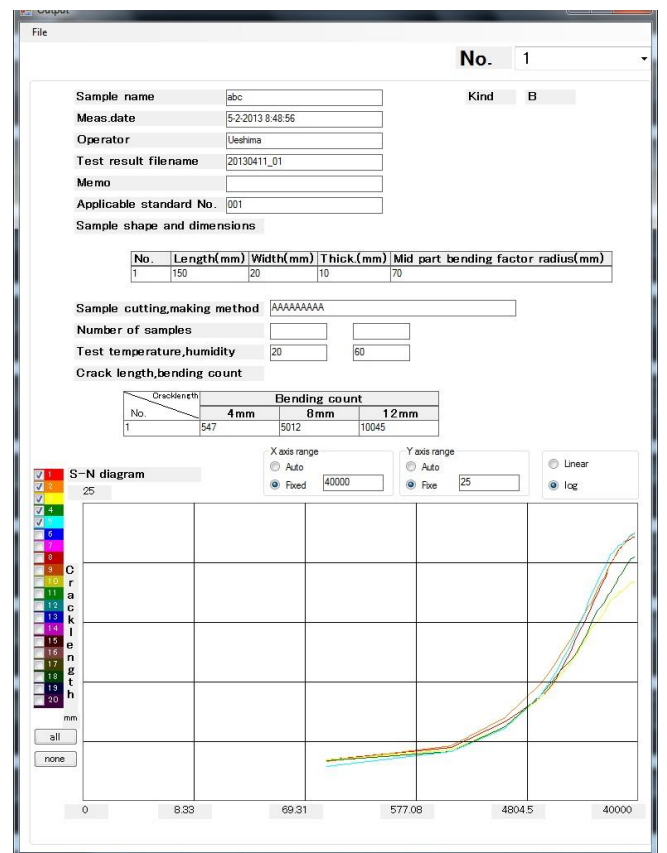 Output
File
No. 1
Sample name abc Kind B
Meas.date 5-2-2013 8:48:56
Operator Ueshima
Test result filename 20130411_01
Memo
Applicable standard No. 001
Sample shape and dimensions
No. Length(mm) Width(mm) Thick.(mm) Mid part bending factor radius(mm)
1 150 20 10 70
Sample cutting,making method AAAAAAAAA
Number of samples
Test temperature,humidity 20 60
Crack length,bending count
Cracklength Bending count
No. 4mm 8mm 12mm
1 547 5012 10045
X axis range Y axis range
Auto Auto Linear
Fixed 40000 Fixe 25 log
S-N diagram
25
1
2
3
4
5
6
7
8
9
10
11
12
13
14
15
16
17
18
19
20
Crack length
mm
all
none
0 8.33 69.31 577.08 4804.5 40000